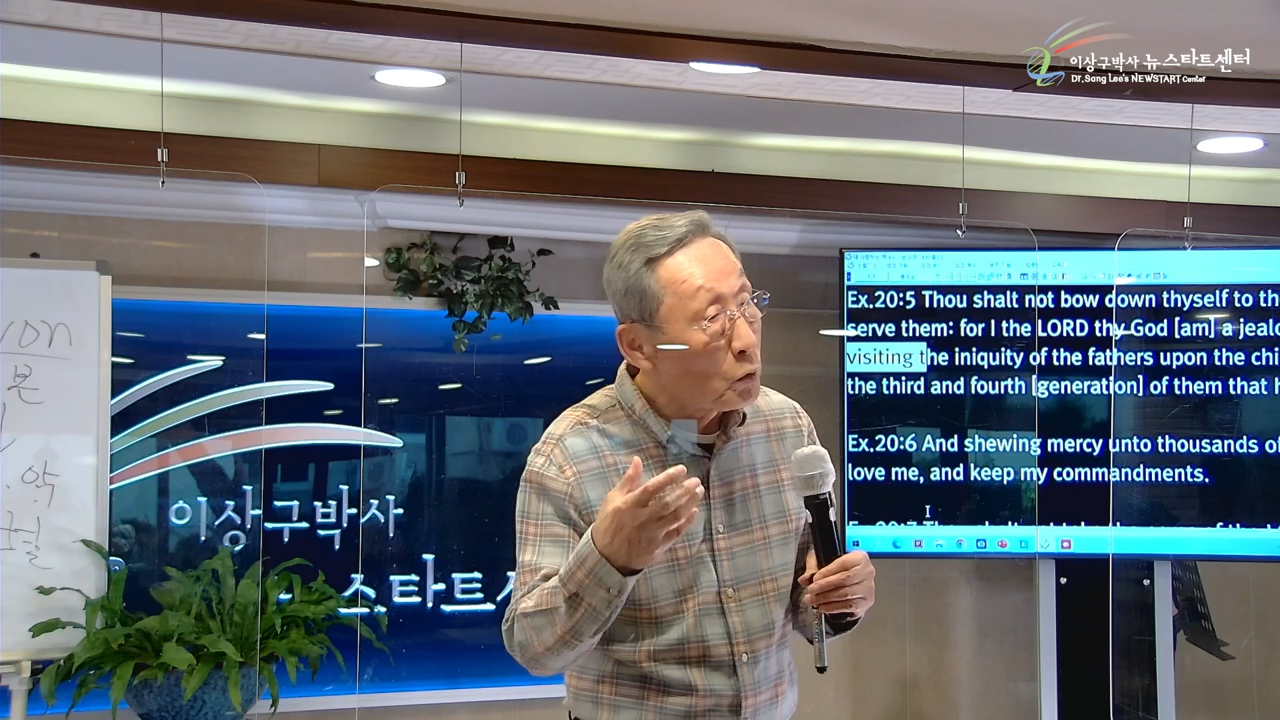 이상구박사 뉴스타트센터
Dr.Sang Lee's NEWSTART Center
Ex.20:5 Thou shalt not bow down thyself to th
serve them: for I the LORD thy God [am] a jealo
visiting the iniquity of the fathers upon the chi
the third and fourth [generation] of them that h
Ex.20:6 And shewing mercy unto thousands of
love me, and keep my commandments.
이상구박사
스타트
본
약